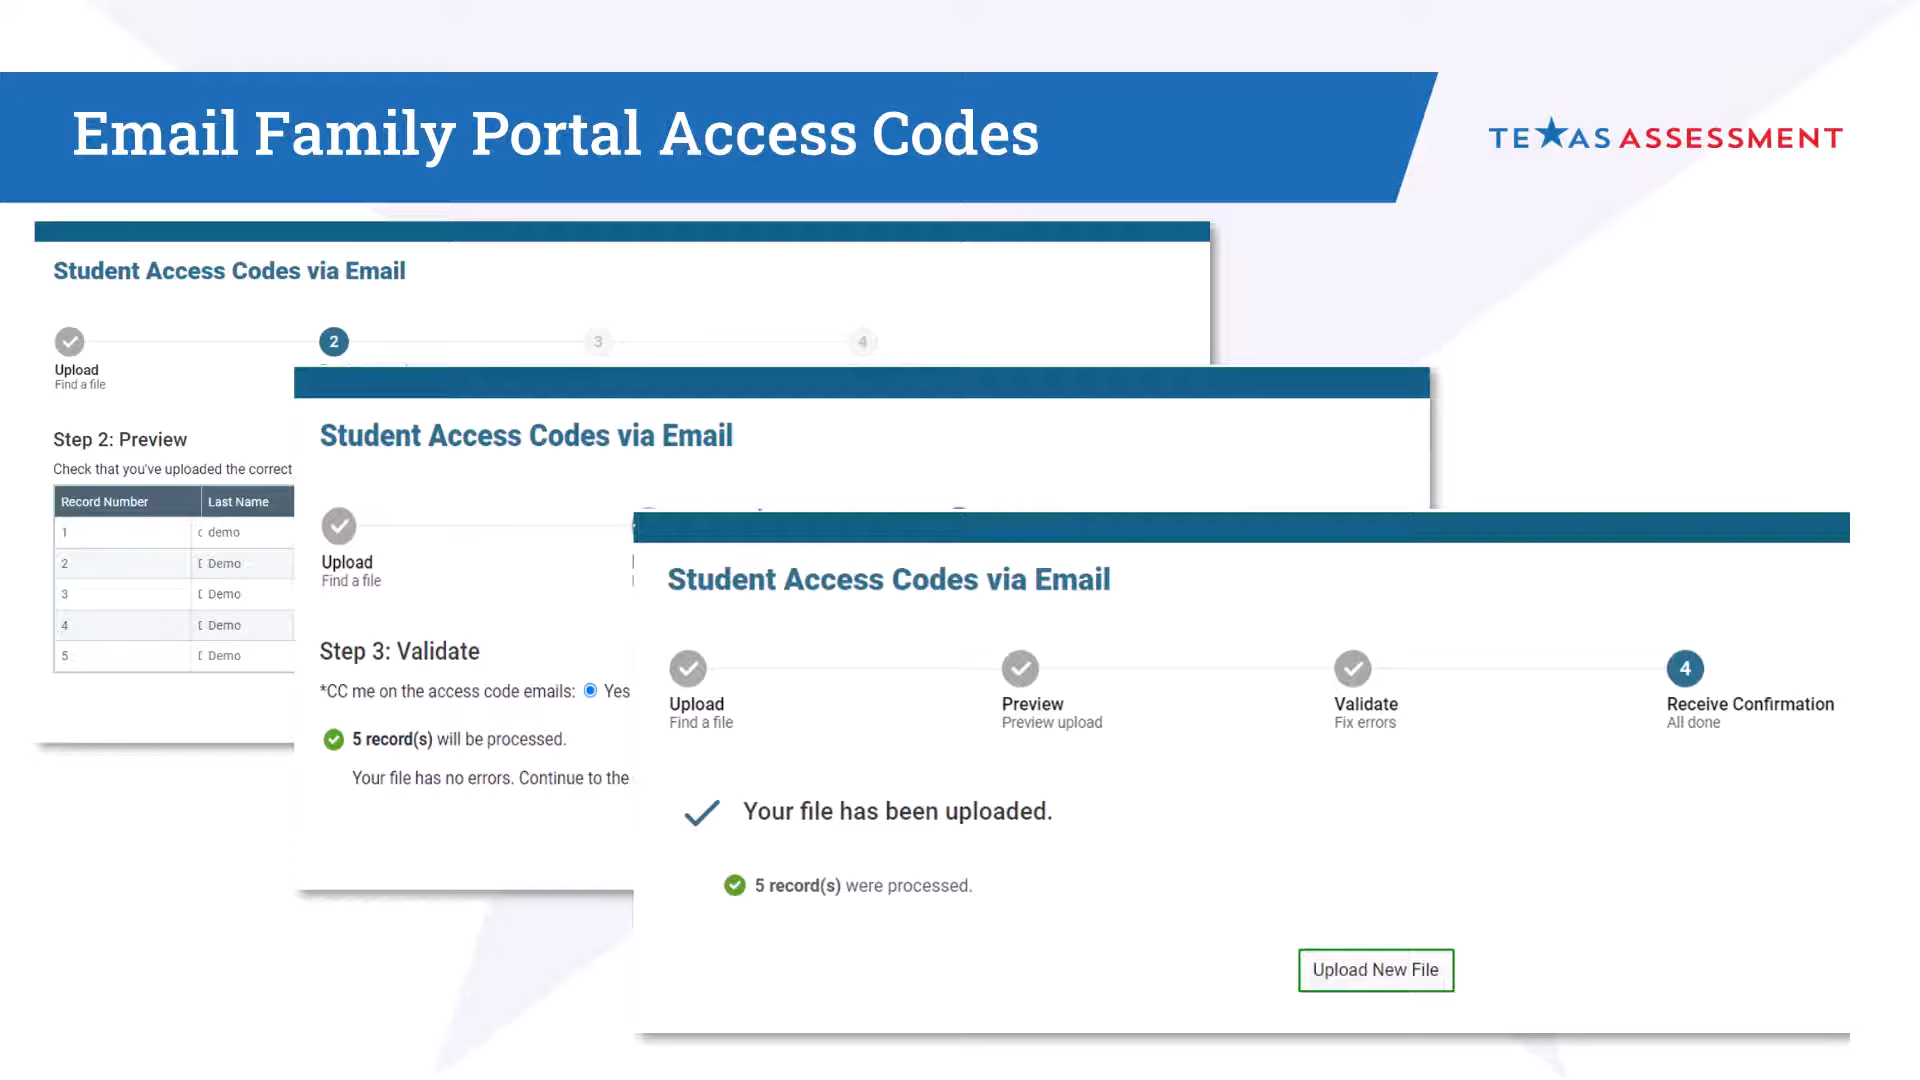 Email Family Portal Access Codes
TEXAS ASSESSMENT
Student Access Codes via Email
2
3
4
Upload
Find a file
Step 2: Preview
Check that you've uploaded the correct
Record Number Last Name
1 demo
2 Demo
3 Demo
4 Demo
5 Demo
Student Access Codes via Email
Upload
Find a file
Step 3: Validate
*CC me on the access code emails: Yes
5 record(s) will be processed.
Your file has no errors. Continue to the
Student Access Codes via Email
4
Upload Preview Validate Receive Confirmation
Find a file Preview upload Fix errors All done
Your file has been uploaded.
5 record(s) were processed.
Upload New File